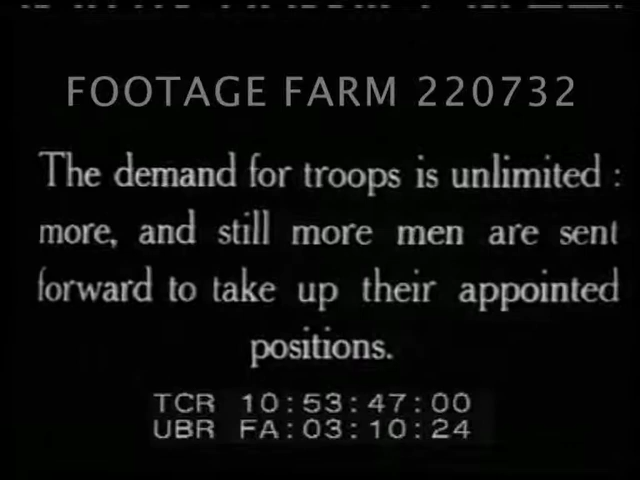 FOOTAGE FARM 220732
The demand for troops is unlimited :
more, and still more men are sent
forward to take up their appointed
positions.
TCR 10:53:47:00
UBR FA:03:10:24